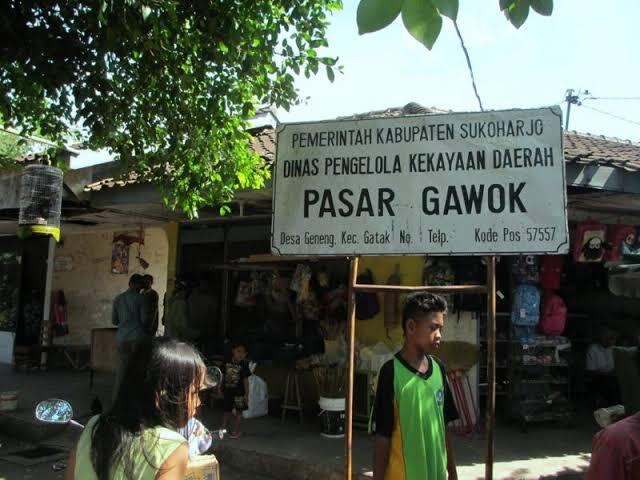 PEMERINTAH KABUPATEN SUKOHARJO
DINAS PENGELOLA KEKAYAAN DAERAH
PASAR GAWOK
Desa Geneng, Kec. Gatak No. Telp. Kode Pos 57557